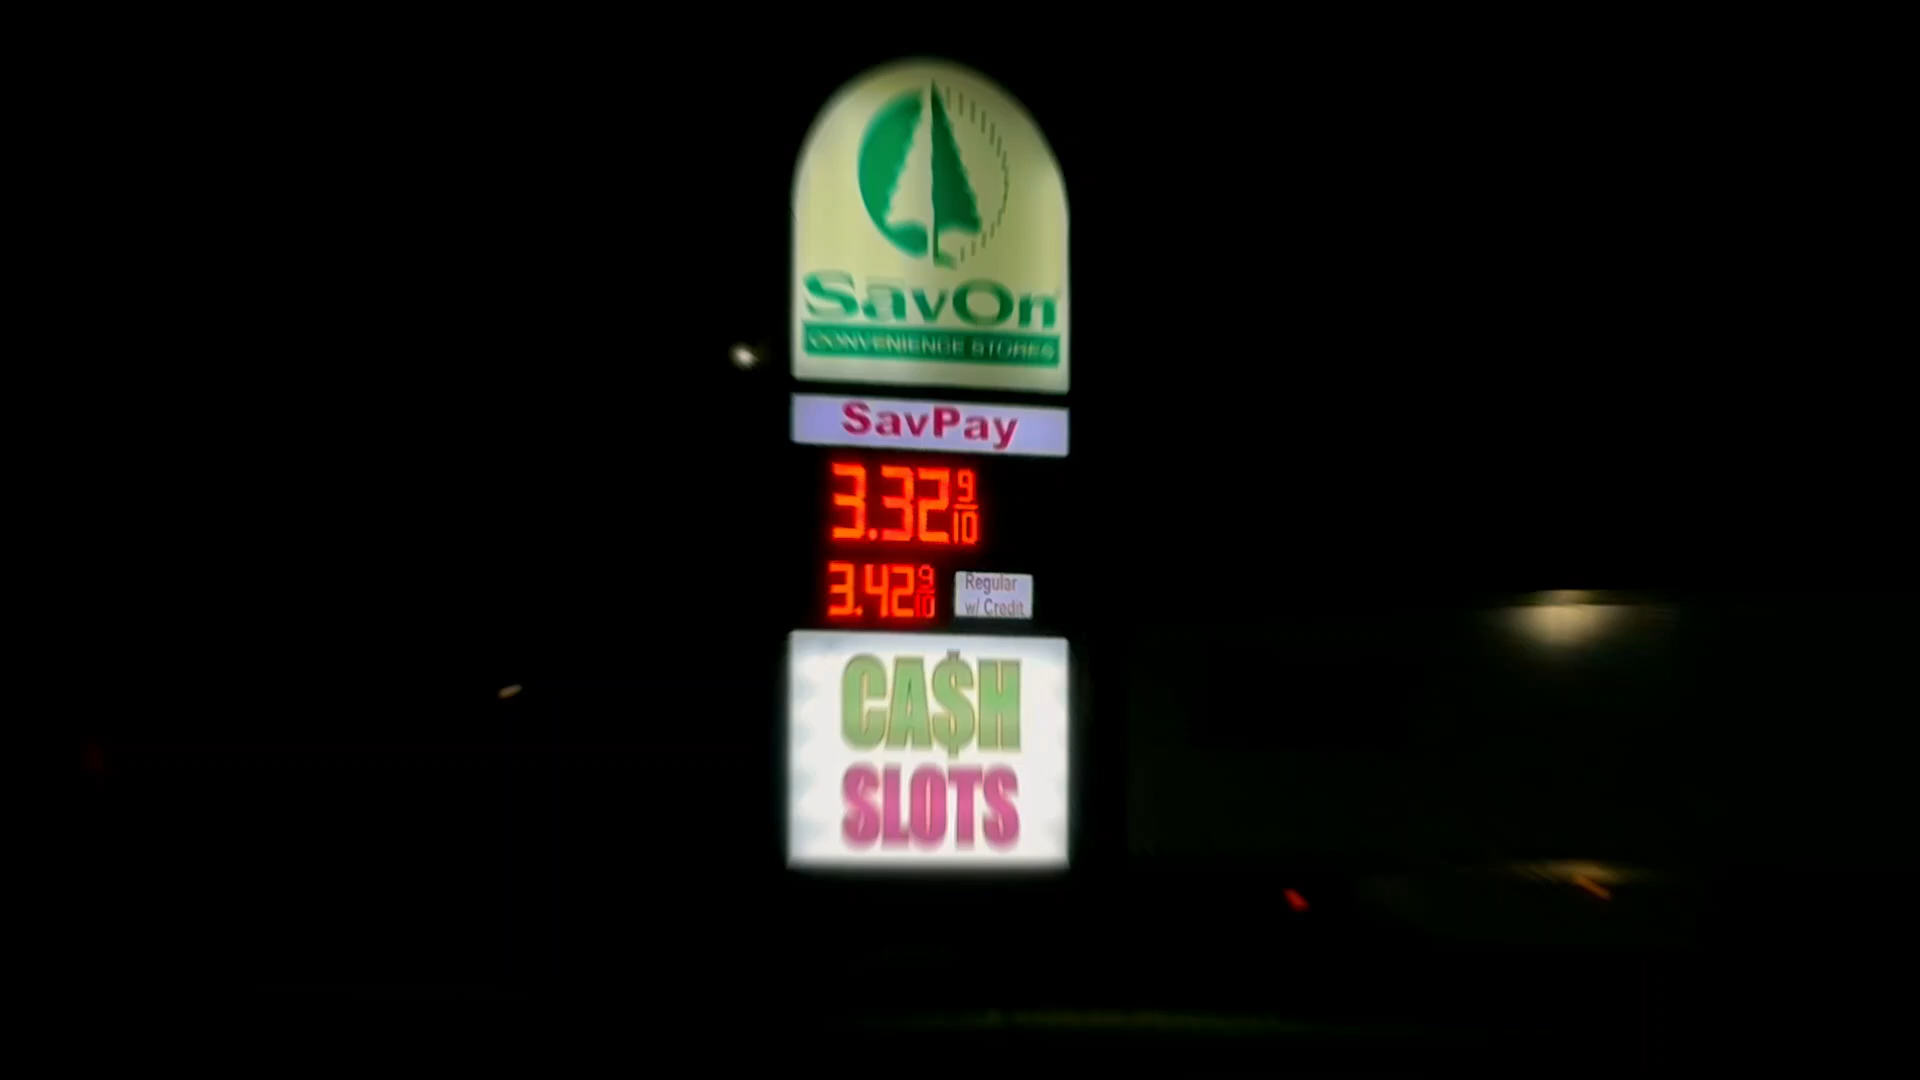 SavOn
CONVENIENCE STORES
SavPay
3.32 9/10
3.42 9/10
Regular
w/ Credit
CA$H
SLOTS